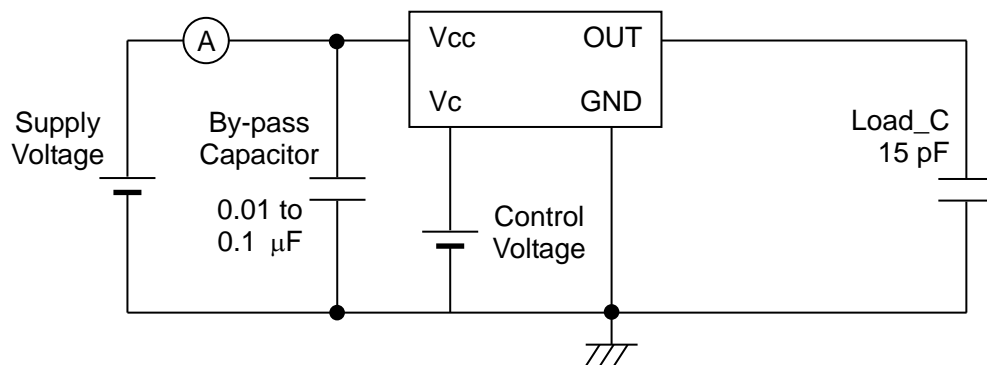 A
Vcc
OUT
Vc
GND
Supply
Voltage
By-pass
Capacitor
0.01 to
0.1 μF
Control
Voltage
Load_C
15 pF